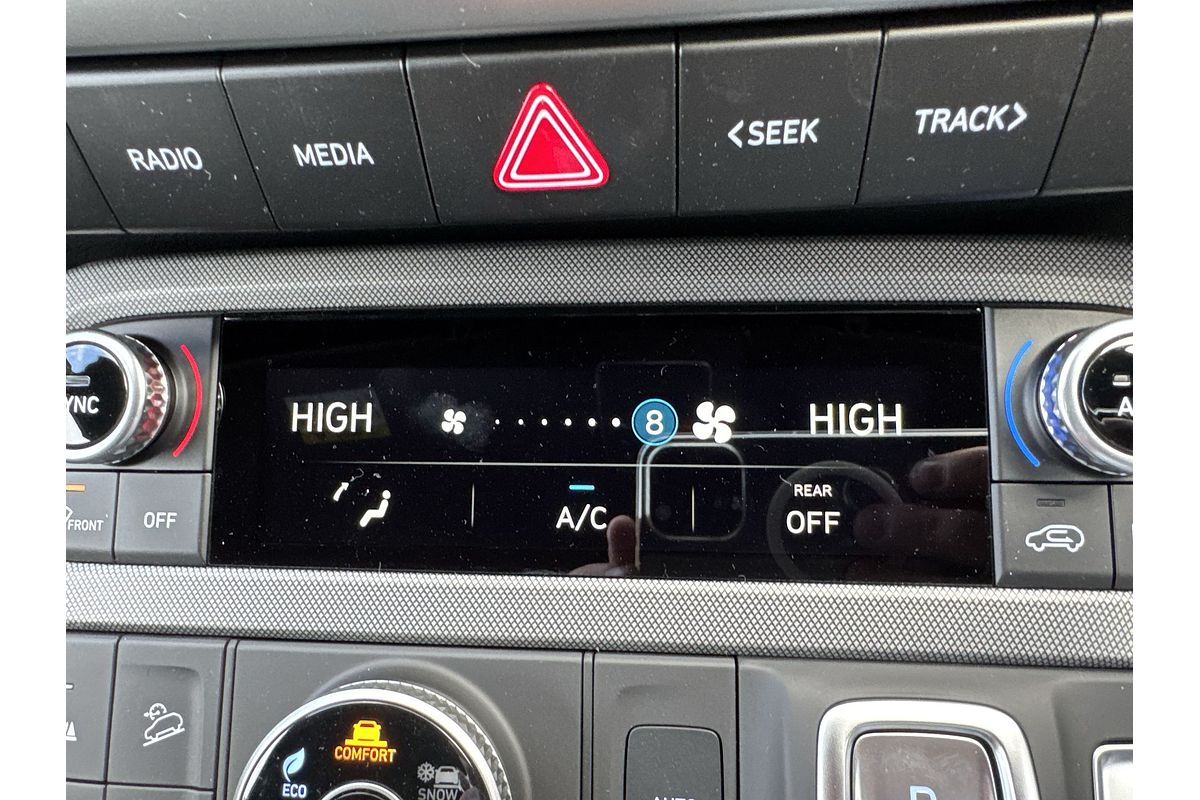 RADIO
MEDIA
<SEEK
TRACK>
HIGH
8
HIGH
FRONT
OFF
A/C
REAR
OFF
COMFORT
ECO
SNOW